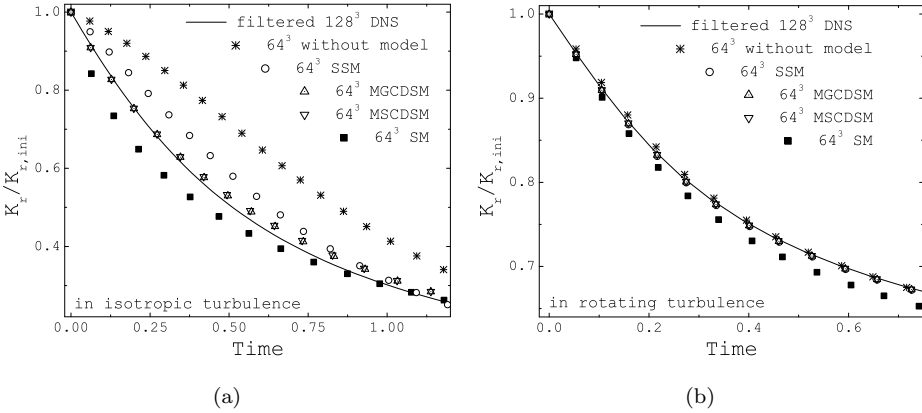 (a)
filtered 128³ DNS
64³ without model
64³ SSM
64³ MGCDSM
64³ MSCDSM
64³ SM
K_r/K_{r,ini}
1.0
0.8
0.6
0.4
in isotropic turbulence
0.00 0.25 0.50 0.75 1.00
Time
(a)
(b)
filtered 128³ DNS
64³ without model
64³ SSM
64³ MGCDSM
64³ MSCDSM
64³ SM
K_r/K_{r,ini}
1.0
0.9
0.8
0.7
in rotating turbulence
0.0 0.2 0.4 0.6
Time
(b)